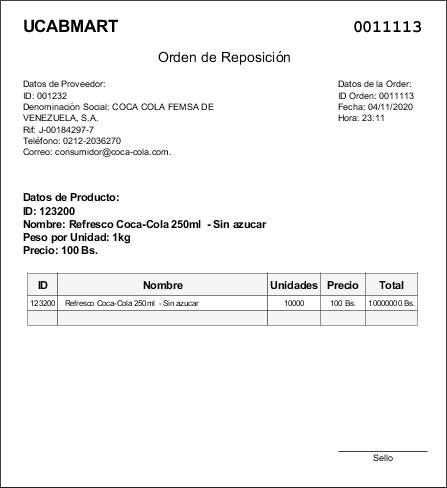 UCABMART
0011113
Orden de Reposición
Datos de Proveedor:
ID: 001232
Denominación Social: COCA COLA FEMSA DE
VENEZUELA, S.A.
Rif: J-00184297-7
Teléfono: 0212-2036270
Correo: consumidor@coca-cola.com.
Datos de la Order:
ID Orden: 0011113
Fecha: 04/11/2020
Hora: 23:11
Datos de Producto:
ID: 123200
Nombre: Refresco Coca-Cola 250ml - Sin azucar
Peso por Unidad: 1kg
Precio: 100 Bs.
ID Nombre Unidades Precio Total
123200 Refresco Coca-Cola 250ml - Sin azucar 10000 100 Bs. 10000000 Bs.
Sello